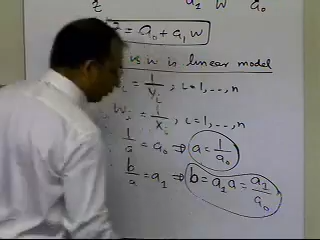 q a₁ w a₀
= a₀ + a₁ w
vs w is linear model
= 1/yᵢ ; i = 1, ..., n
wᵢ = 1/xᵢ ; i = 1, ..., n
1/a = a₀ ⇒ a = 1/a₀
b/a = a₁ ⇒ b = a₁ a = a₁/a₀